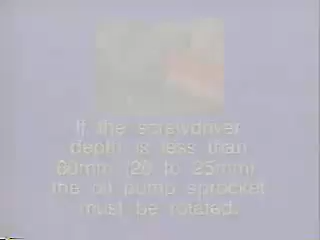 If the screwdriver
depth is less than
60mm (20 to 25mm)
the oil pump sprocket
must be rotated.